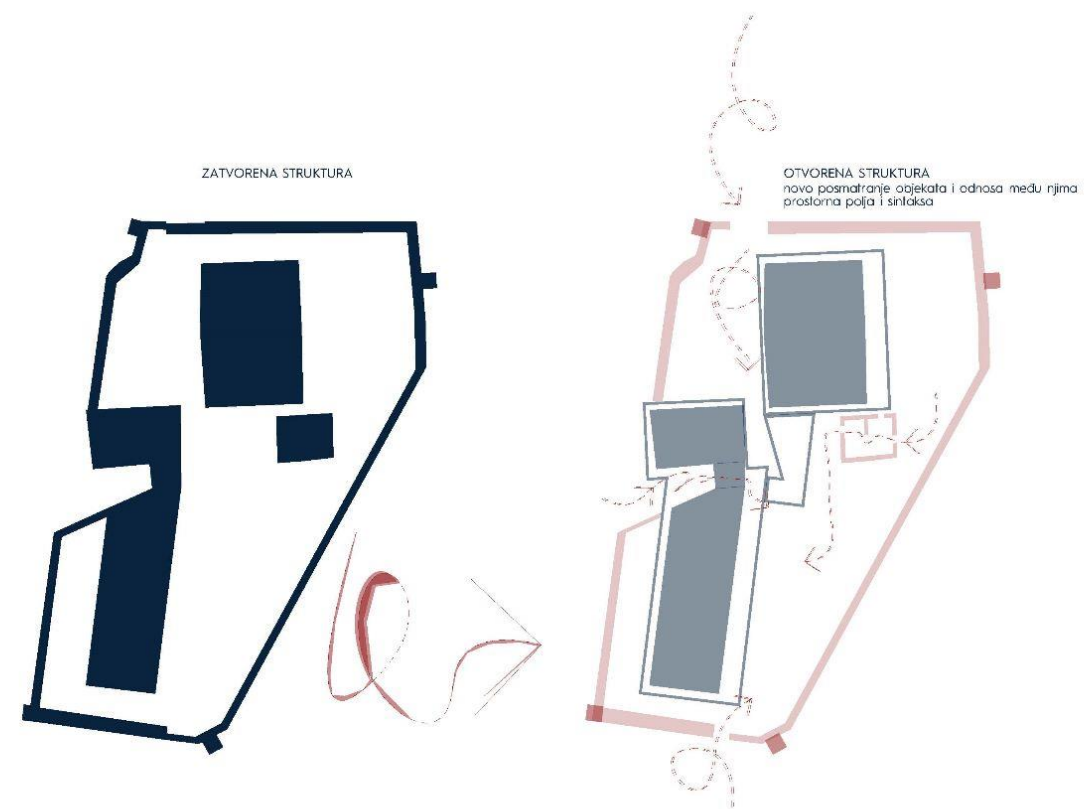 ZATVORENA STRUKTURA
OTVORENA STRUKTURA
novo posmatranje objekata i odnosa među njima
prostorna polja i sintaksa